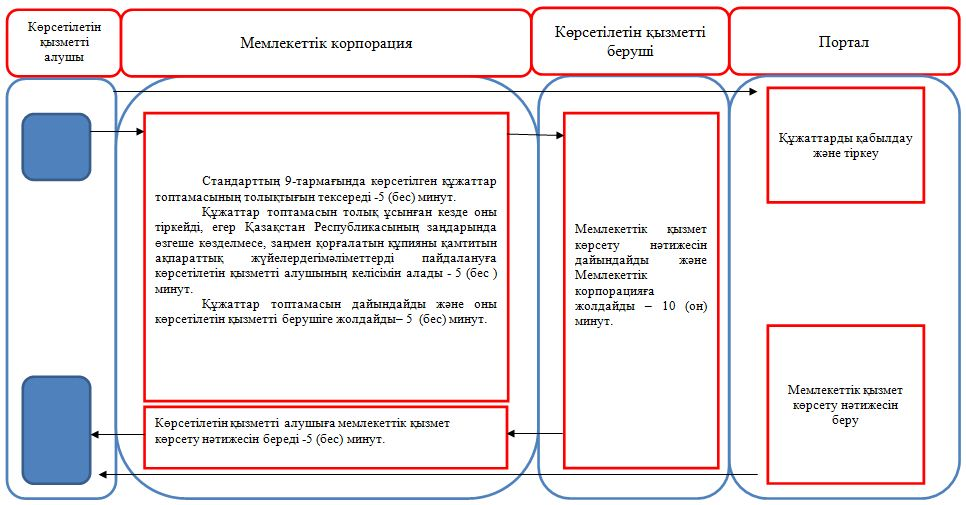 Көрсетілетін
қызметті
алушы
Мемлекеттік корпорация
Көрсетілетін қызметті
беруші
Портал
Стандарттың 9-тармағында көрсетілген құжаттар
топтамасының толықтығын тексереді -5 (бес) минут.
Құжаттар топтамасын толық ұсынған кезде оны
тіркейді, егер Қазақстан Республикасының заңдарында
өзгеше көзделмесе, заңмен қорғалатын құпияны қамтитын
ақпараттық жүйелердегімәліметтерді пайдалануға
көрсетілетін қызметті алушының келісімін алады - 5 (бес )
минут.
Құжаттар топтамасын дайындайды және оны
көрсетілетін қызметті берушіге жолдайды– 5 (бес) минут.
Көрсетілетін қызметті алушыға мемлекеттік қызмет
көрсету нәтижесін береді -5 (бес) минут.
Мемлекеттік қызмет
көрсету нәтижесін
дайындайды және
Мемлекеттік
корпорацияға
жолдайды – 10 (он)
минут.
Құжаттарды қабылдау
және тіркеу
Мемлекеттік қызмет
көрсету нәтижесін
беру